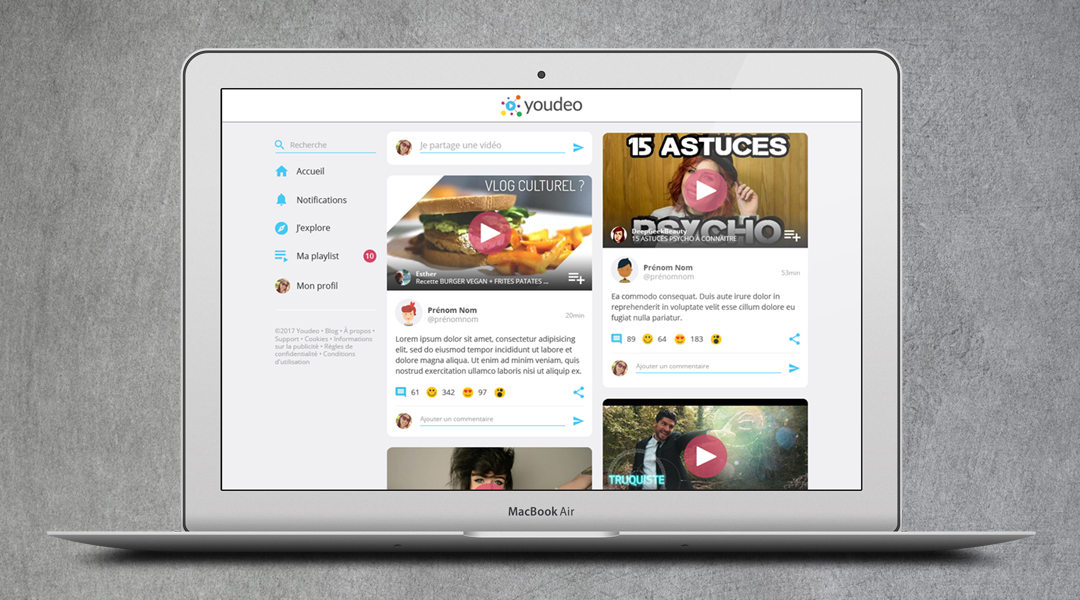 youdeo
Recherche
Accueil
Notifications
J'explore
Ma playlist
10
Mon profil
©2017 Youdeo • Blog • À propos •
Support • Cookies • Informations
sur la publicité • Règles de
confidentialité • Conditions
d'utilisation
Je partage une vidéo
VLOG CULTUREL ?
Esther
Recette BURGER VEGAN + FRITES PATATES ...
Prénom Nom
@prénomnom
20min
Lorem ipsum dolor sit amet, consectetur adipisicing
elit, sed do eiusmod tempor incididunt ut labore et
dolore magna aliqua. Ut enim ad minim veniam, quis
nostrud exercitation ullamco laboris nisi ut aliquip ex.
61 342 97
Ajouter un commentaire
15 ASTUCES
PSYCHO
DeepGeekBeauty
15 ASTUCES PSYCHO À CONNAÎTRE
Prénom Nom
@prénomnom
53min
Ea commodo consequat. Duis aute irure dolor in
reprehenderit in voluptate velit esse cillum dolore eu
fugiat nulla pariatur.
89 64 183
Ajouter un commentaire
TRUQUISTE
MacBook Air